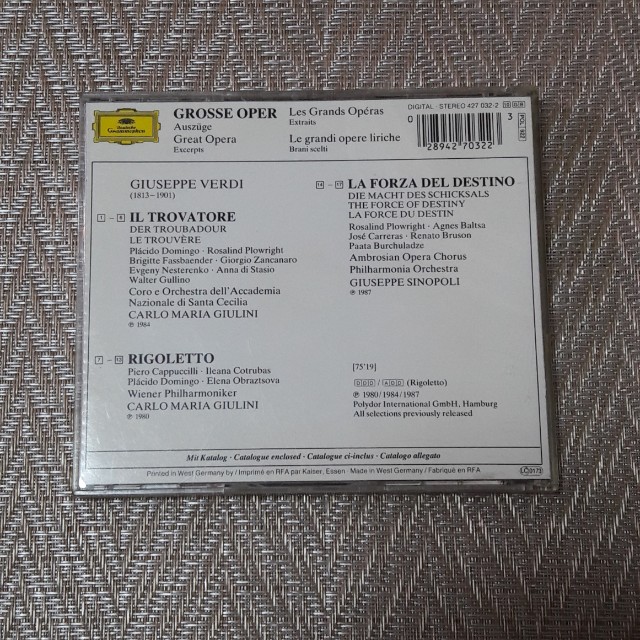 Deutsche
Grammophon
GROSSE OPER
Auszüge
Great Opera
Excerpts
Les Grands Opéras
Extraits
Le grandi opere liriche
Brani scelti
DIGITAL · STEREO 427 032-2
0 28942 70322 3
GIUSEPPE VERDI
(1813–1901)
1 – 6 IL TROVATORE
DER TROUBADOUR
LE TROUVÈRE
Plácido Domingo · Rosalind Plowright
Brigitte Fassbaender · Giorgio Zancanaro
Evgeny Nesterenko · Anna di Stasio
Walter Gullino
Coro e Orchestra dell'Accademia
Nazionale di Santa Cecilia
CARLO MARIA GIULINI
℗ 1984
7 – 13 RIGOLETTO
Piero Cappuccilli · Ileana Cotrubas
Plácido Domingo · Elena Obraztsova
Wiener Philharmoniker
CARLO MARIA GIULINI
℗ 1980
14 – 17 LA FORZA DEL DESTINO
DIE MACHT DES SCHICKSALS
THE FORCE OF DESTINY
LA FORCE DU DESTIN
Rosalind Plowright · Agnes Baltsa
José Carreras · Renato Bruson
Paata Burchuladze
Ambrosian Opera Chorus
Philharmonia Orchestra
GIUSEPPE SINOPOLI
℗ 1987
[75'19]
DDD / ADD (Rigoletto)
℗ 1980/1984/1987
Polydor International GmbH, Hamburg
All selections previously released
Mit Katalog · Catalogue enclosed · Catalogue ci-inclus · Catalogo allegato
Printed in West Germany by / Imprimé en RFA par Kaiser, Essen · Made in West Germany / Fabriqué en RFA